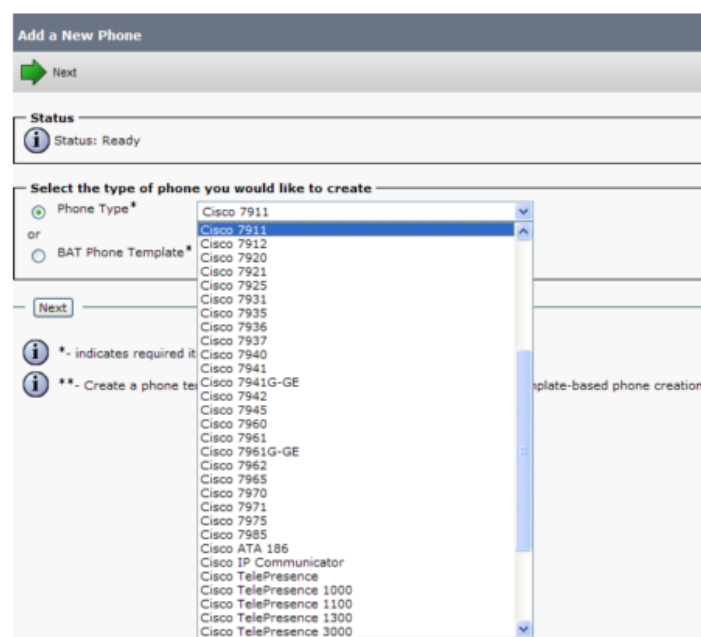 Add a New Phone
Next
Status
Status: Ready
Select the type of phone you would like to create
Phone Type* Cisco 7911
or
BAT Phone Template*
Cisco 7911
Cisco 7912
Cisco 7920
Cisco 7921
Cisco 7925
Cisco 7931
Cisco 7935
Cisco 7936
Cisco 7937
Cisco 7940
Cisco 7941
Cisco 7941G-GE
Cisco 7942
Cisco 7945
Cisco 7960
Cisco 7961
Cisco 7961G-GE
Cisco 7962
Cisco 7965
Cisco 7970
Cisco 7971
Cisco 7975
Cisco 7985
Cisco ATA 186
Cisco IP Communicator
Cisco TelePresence
Cisco TelePresence 1000
Cisco TelePresence 1100
Cisco TelePresence 1300
Cisco TelePresence 3000
Next
*- indicates required it
**- Create a phone te mplate-based phone creation